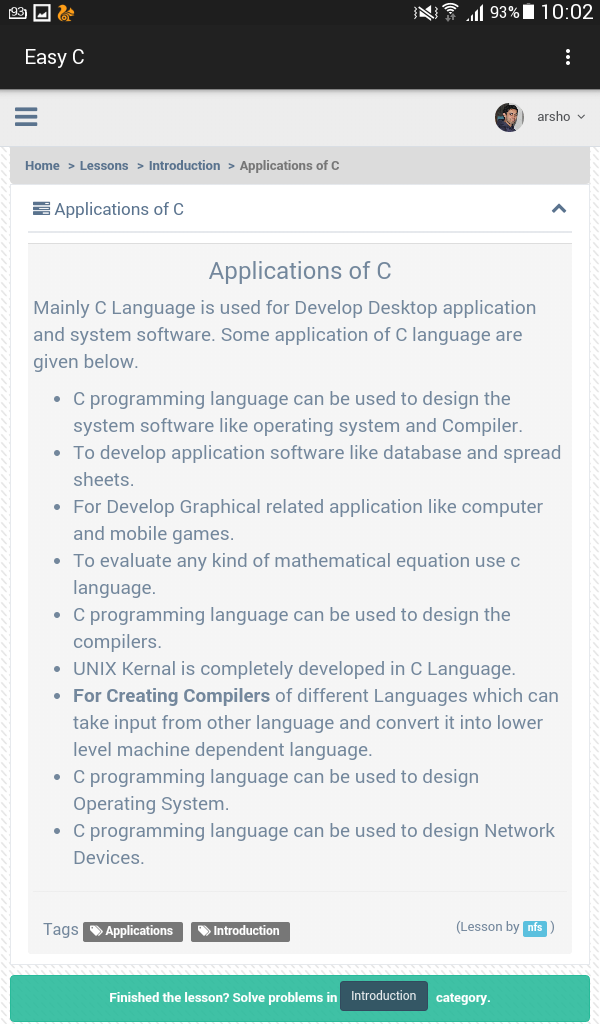 93 93% 10:02
Easy C
arsho
Home > Lessons > Introduction > Applications of C
Applications of C
Applications of C
Mainly C Language is used for Develop Desktop application
and system software. Some application of C language are
given below.
• C programming language can be used to design the
system software like operating system and Compiler.
• To develop application software like database and spread
sheets.
• For Develop Graphical related application like computer
and mobile games.
• To evaluate any kind of mathematical equation use c
language.
• C programming language can be used to design the
compilers.
• UNIX Kernal is completely developed in C Language.
• For Creating Compilers of different Languages which can
take input from other language and convert it into lower
level machine dependent language.
• C programming language can be used to design
Operating System.
• C programming language can be used to design Network
Devices.
Tags Applications Introduction (Lesson by nfs )
Finished the lesson? Solve problems in Introduction category.